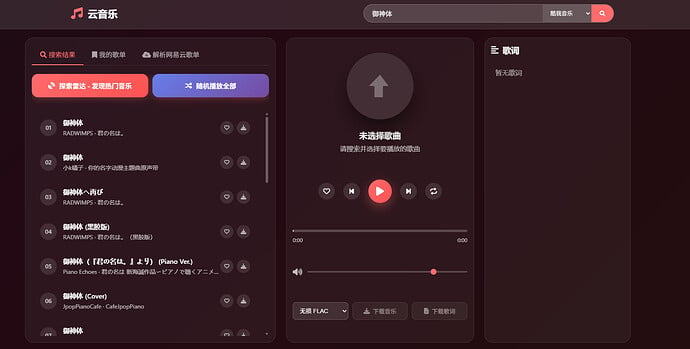 云音乐
御神体
酷我音乐
搜索结果
我的歌单
解析网易云歌单
探索雷达 - 发现热门音乐
随机播放全部
01
御神体
RADWIMPS - 君の名は。
02
御神体
小k橘子 - 你的名字动漫主题曲原声带
03
御神体へ再び
RADWIMPS - 君の名は。
04
御神体 (黑胶版)
RADWIMPS - 君の名は。（黑胶版）
05
御神体（『君の名は。』より） (Piano Ver.)
Piano Echoes - 君の名は 新海誠作品ーピアノで聴くアニメ...
06
御神体 (Cover)
JpopPianoCafe - CafeJpopPiano
07
御神体
未选择歌曲
请搜索并选择要播放的歌曲
0:00
0:00
无损 FLAC
下载音乐
下载歌词
歌词
暂无歌词